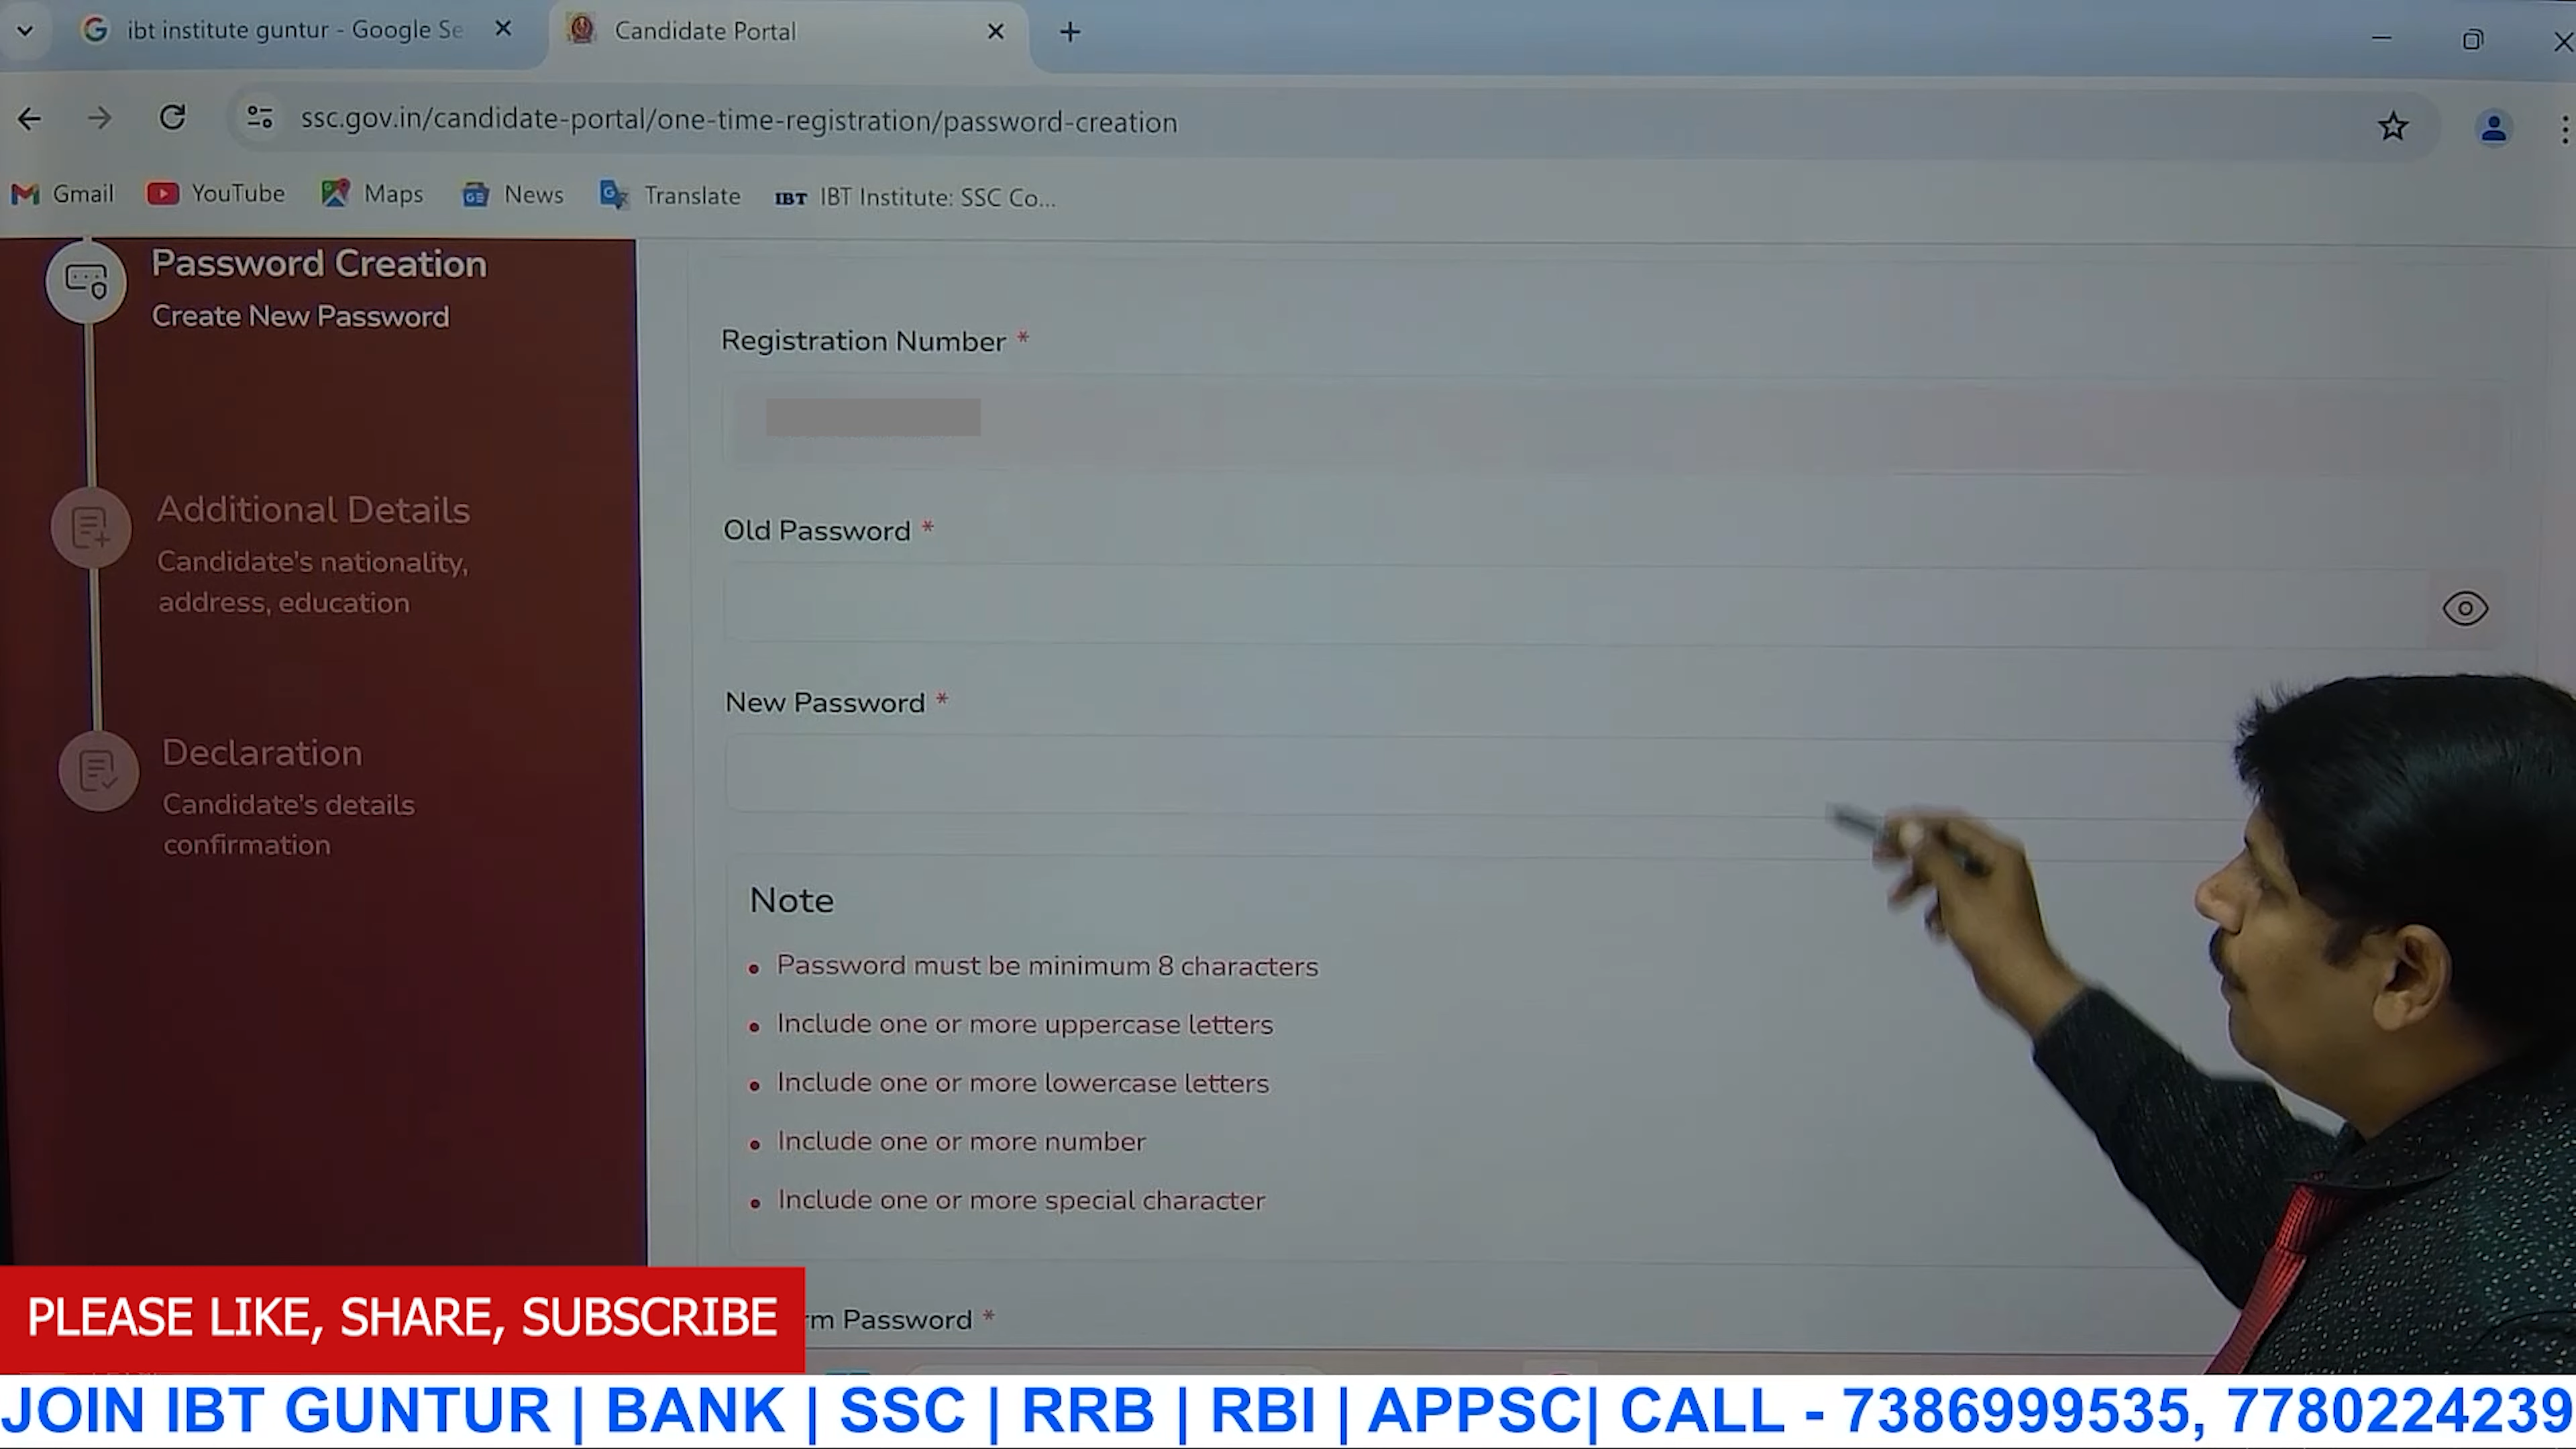 ibt institute guntur - Google Se
Candidate Portal
ssc.gov.in/candidate-portal/one-time-registration/password-creation
Gmail
YouTube
Maps
News
Translate
IBT IBT Institute: SSC Co...
Password Creation
Create New Password
Additional Details
Candidate's nationality,
address, education
Declaration
Candidate's details
confirmation
Registration Number *
Old Password *
New Password *
Note
• Password must be minimum 8 characters
• Include one or more uppercase letters
• Include one or more lowercase letters
• Include one or more number
• Include one or more special character
rm Password *
PLEASE LIKE, SHARE, SUBSCRIBE
JOIN IBT GUNTUR | BANK | SSC | RRB | RBI | APPSC| CALL - 7386999535, 7780224239